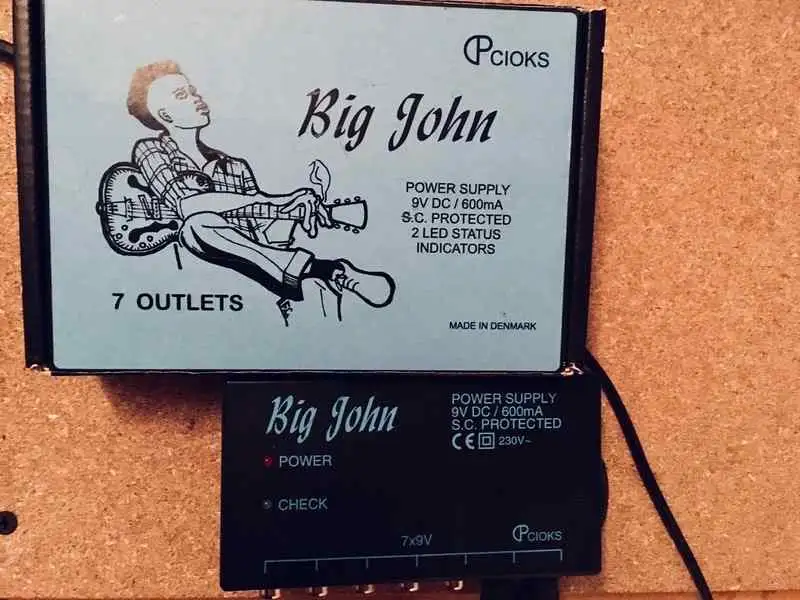 CIOKS
Big John
POWER SUPPLY
9V DC / 600mA
S.C. PROTECTED
2 LED STATUS
INDICATORS
7 OUTLETS
MADE IN DENMARK
Big John
POWER SUPPLY
9V DC / 600mA
S.C. PROTECTED
CE 230V~
POWER
CHECK
7x9V
CIOKS